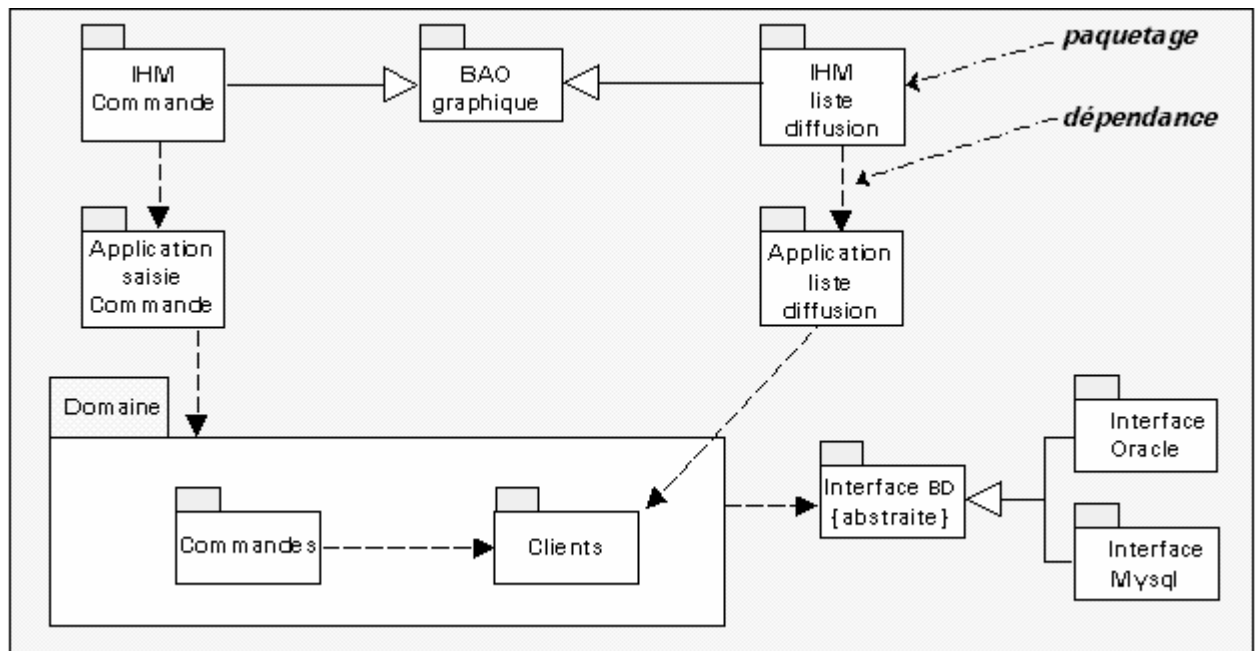 IHM
Commande
BAO
graphique
IHM
liste
diffusion
paquetage
dépendance
Application
saisie
Commande
Application
liste
diffusion
Domaine
Commandes
Clients
Interface BD
{abstraite}
Interface
Oracle
Interface
Mysql